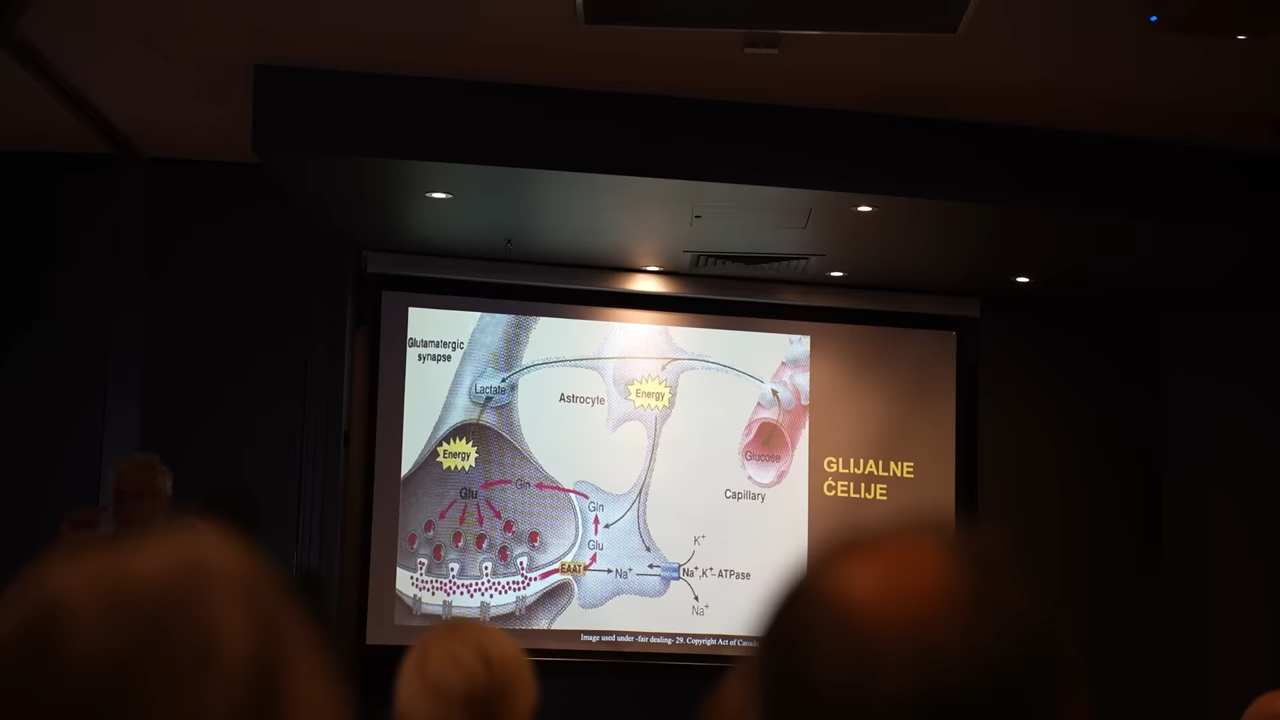 Glutamatergic
synapse
Lactate
Astrocyte
Energy
Energy
Glucose
Capillary
GLIJALNE
ĆELIJE
Glu
Gln
Gln
Glu
EAAT
Na⁺
K⁺
Na⁺,K⁺-ATPase
Na⁺
Image used under -fair dealing- 29. Copyright Act of